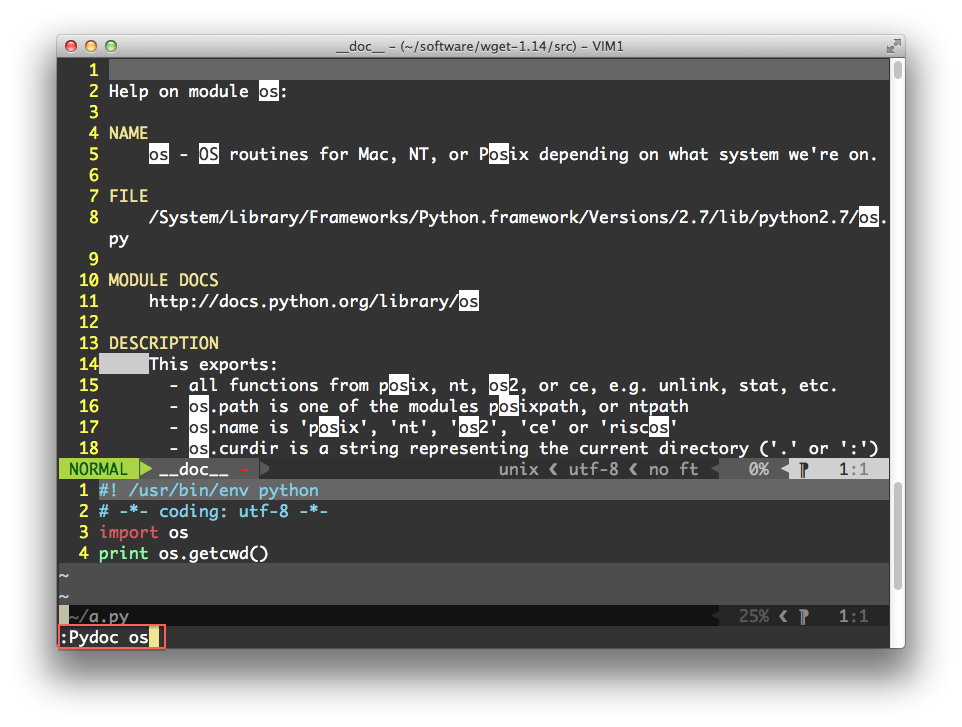 __doc__ – (~/software/wget-1.14/src) – VIM1
1
2 Help on module os:
3
4 NAME
5     os - OS routines for Mac, NT, or Posix depending on what system we're on.
6
7 FILE
8     /System/Library/Frameworks/Python.framework/Versions/2.7/lib/python2.7/os.
py
9
10 MODULE DOCS
11     http://docs.python.org/library/os
12
13 DESCRIPTION
14     This exports:
15       - all functions from posix, nt, os2, or ce, e.g. unlink, stat, etc.
16       - os.path is one of the modules posixpath, or ntpath
17       - os.name is 'posix', 'nt', 'os2', 'ce' or 'riscos'
18       - os.curdir is a string representing the current directory ('.' or ':')
NORMAL __doc__ - unix ❮ utf-8 ❮ no ft 0% ¶ 1:1
1 #! /usr/bin/env python
2 # -*- coding: utf-8 -*-
3 import os
4 print os.getcwd()
~
~
~/a.py 25% ❮ ¶ 1:1
:Pydoc os